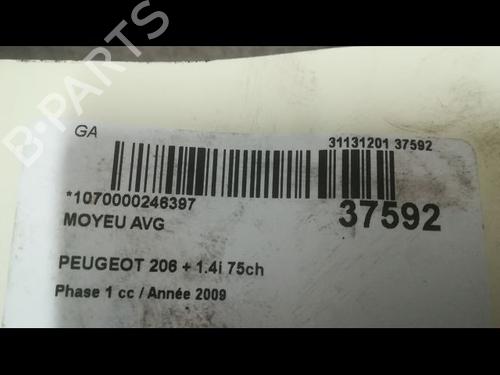 B-PARTS
GA
31131201 37592
*1070000246397
37592
MOYEU AVG
PEUGEOT 206 + 1.4i 75ch
Phase 1 cc / Année 2009